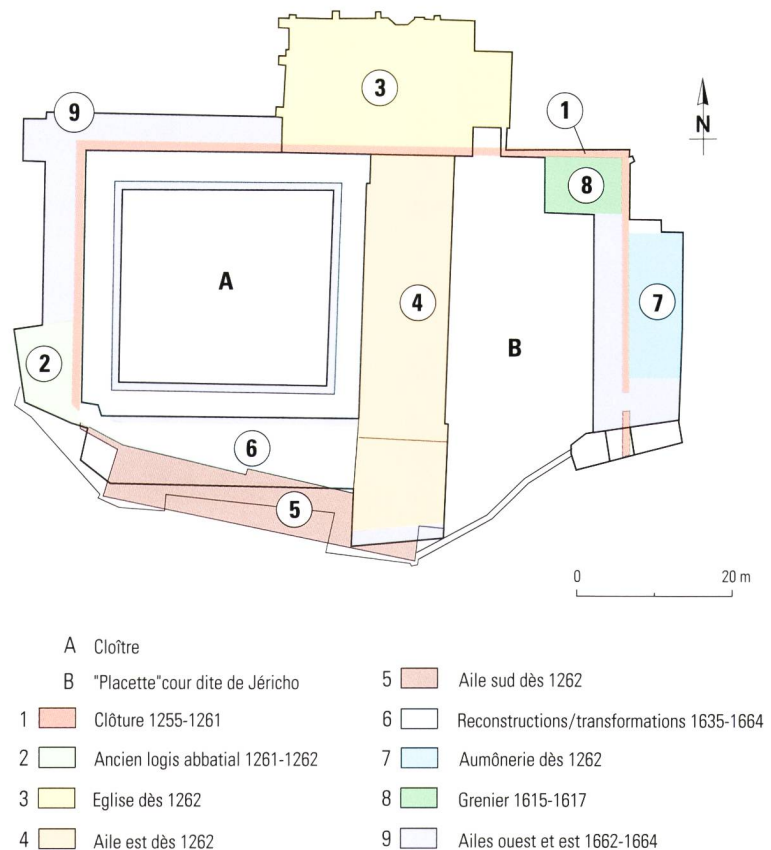 3
9
1
N
8
A
4
7
B
2
6
5
0 20 m
A Cloître
B "Placette"cour dite de Jéricho
1 Clôture 1255-1261
2 Ancien logis abbatial 1261-1262
3 Eglise dès 1262
4 Aile est dès 1262
5 Aile sud dès 1262
6 Reconstructions/transformations 1635-1664
7 Aumônerie dès 1262
8 Grenier 1615-1617
9 Ailes ouest et est 1662-1664